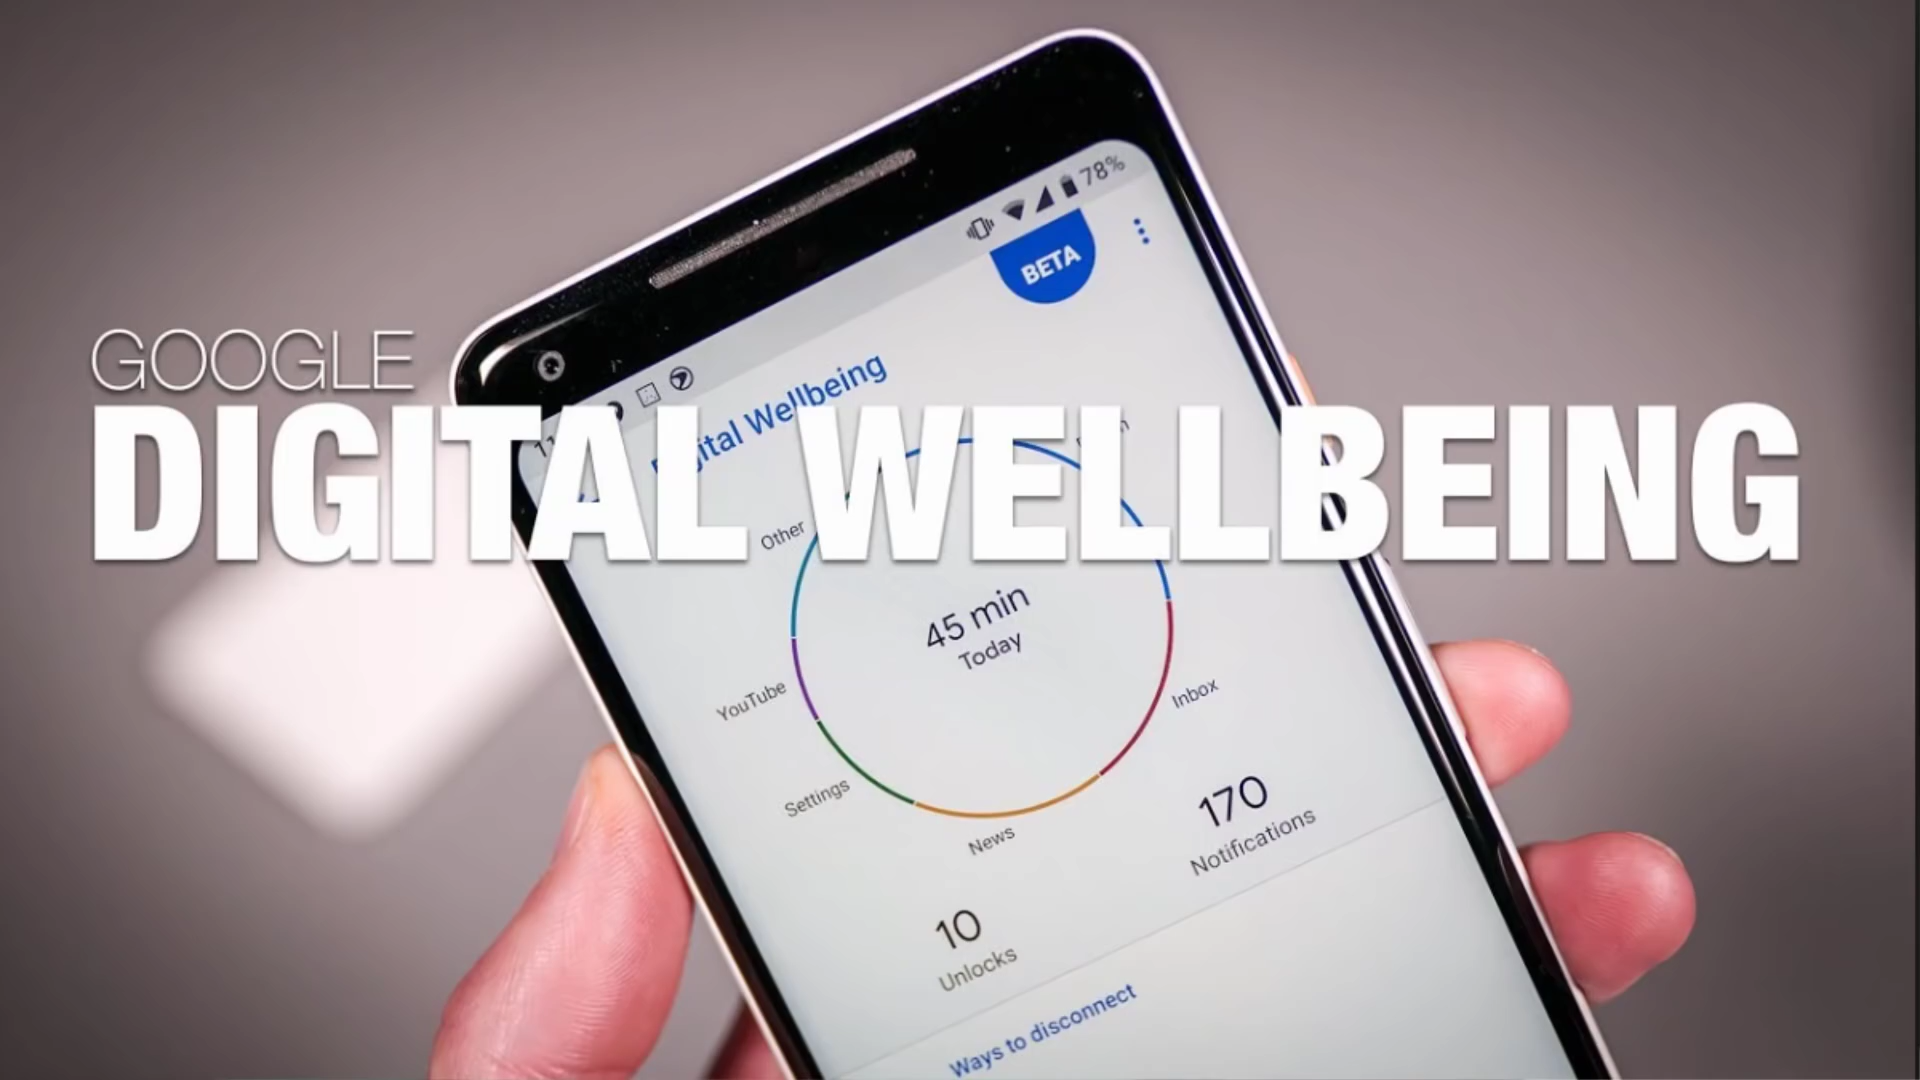 78%
BETA
GOOGLE
Digital Wellbeing
DIGITAL WELLBEING
Other
45 min
Today
YouTube
Inbox
Settings
News
170
Notifications
10
Unlocks
Ways to disconnect